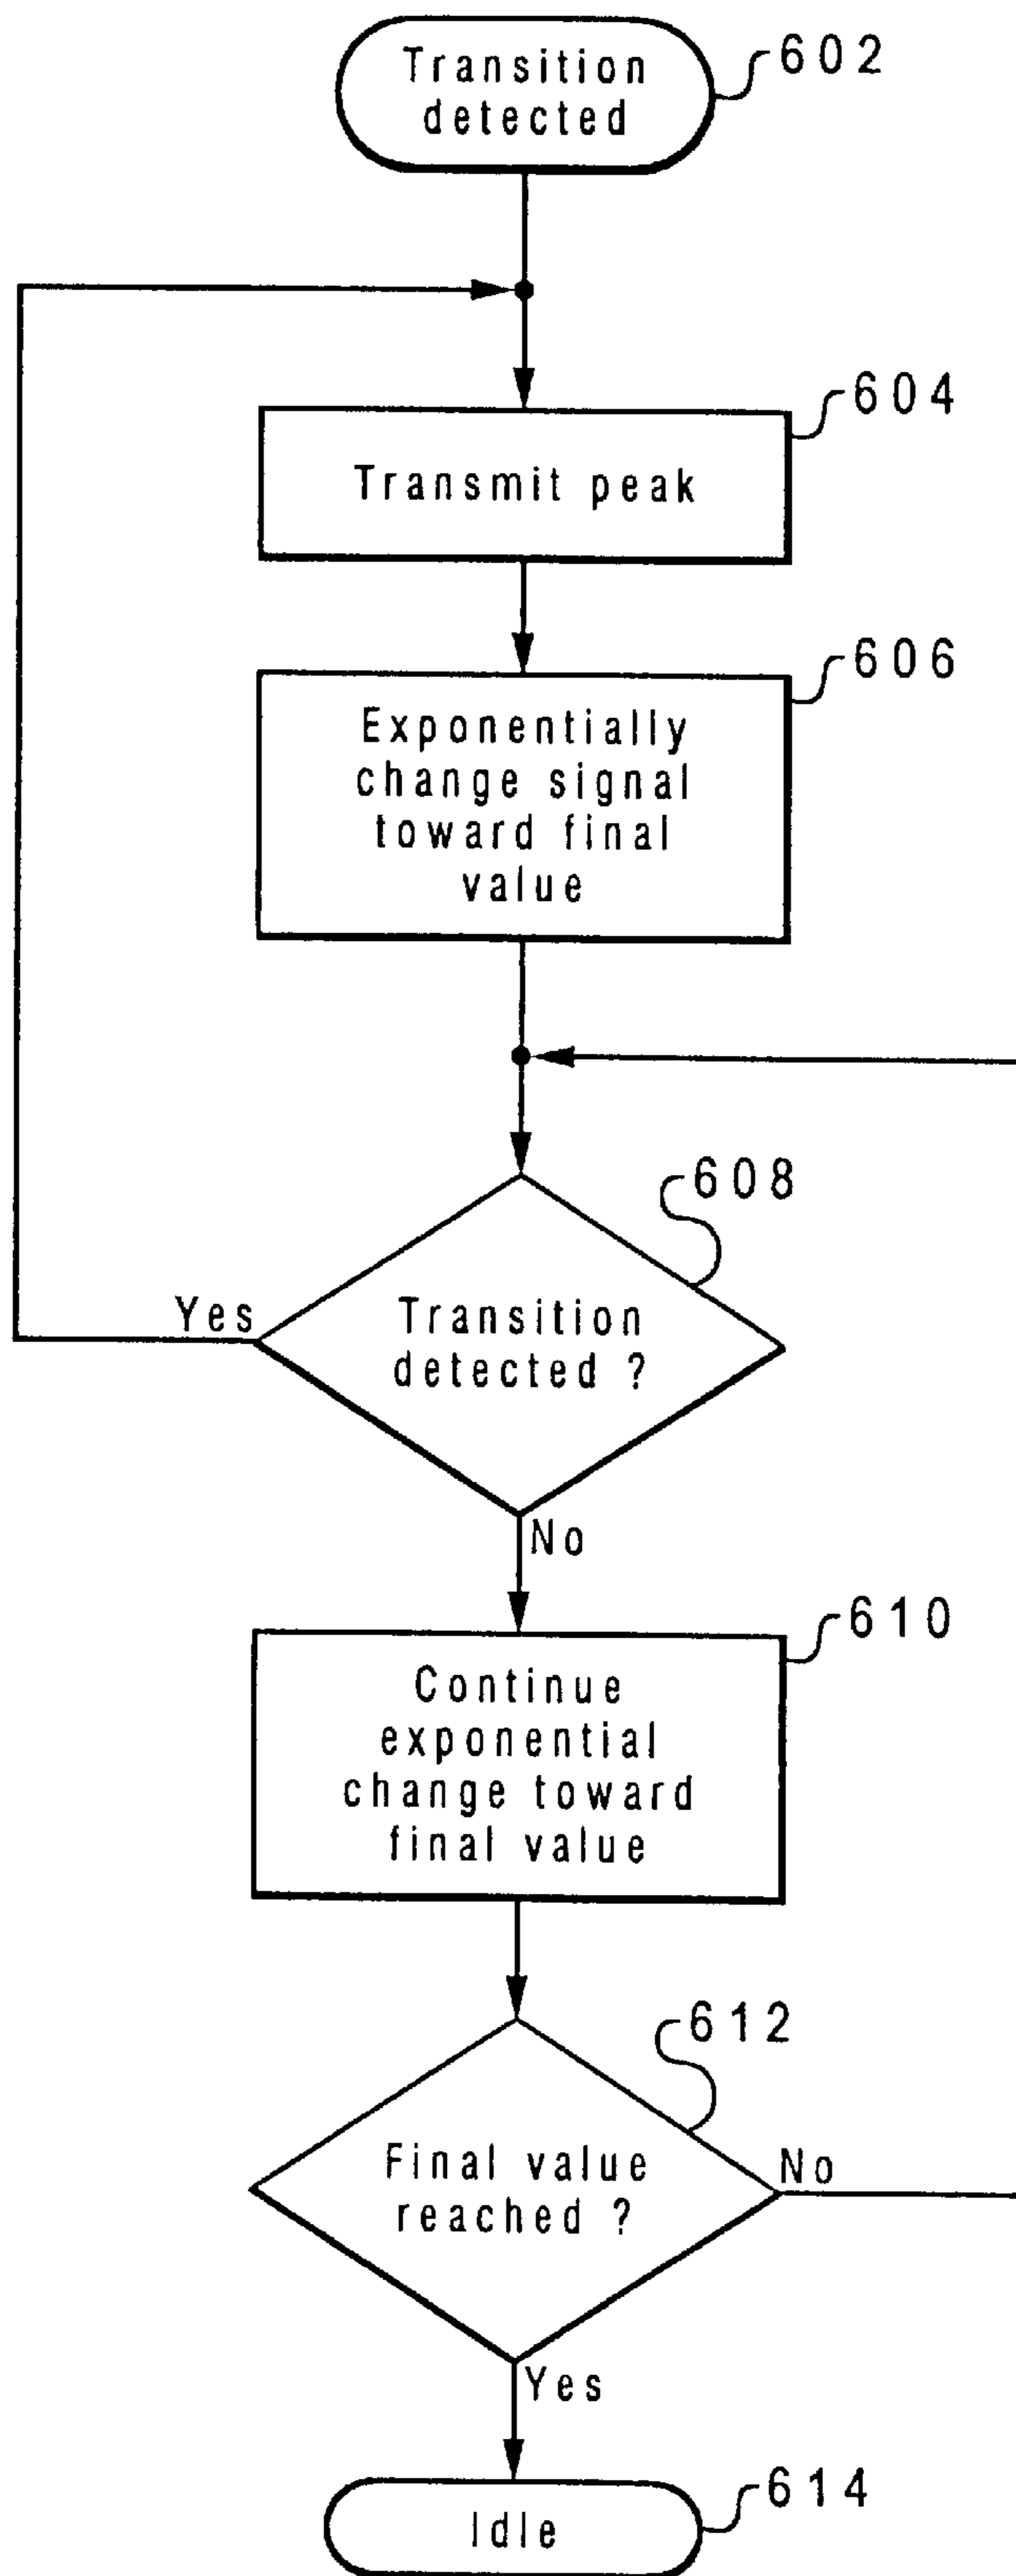 Transition
detected
602
604
Transmit peak
606
Exponentially
change signal
toward final
value
608
Yes
Transition
detected ?
No
610
Continue
exponential
change toward
final value
612
Final value
reached ?
No
Yes
614
Idle